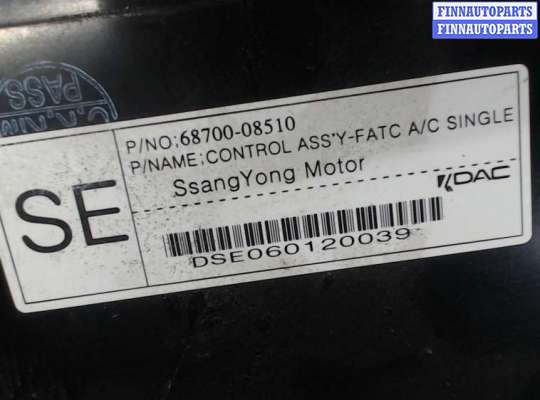 FINNAUTOPARTS
FINNAUTOPARTS
PASS
P/NO:68700-08510
P/NAME:CONTROL ASS'Y-FATC A/C SINGLE
SE
SsangYong Motor
DAC
DSE060120039